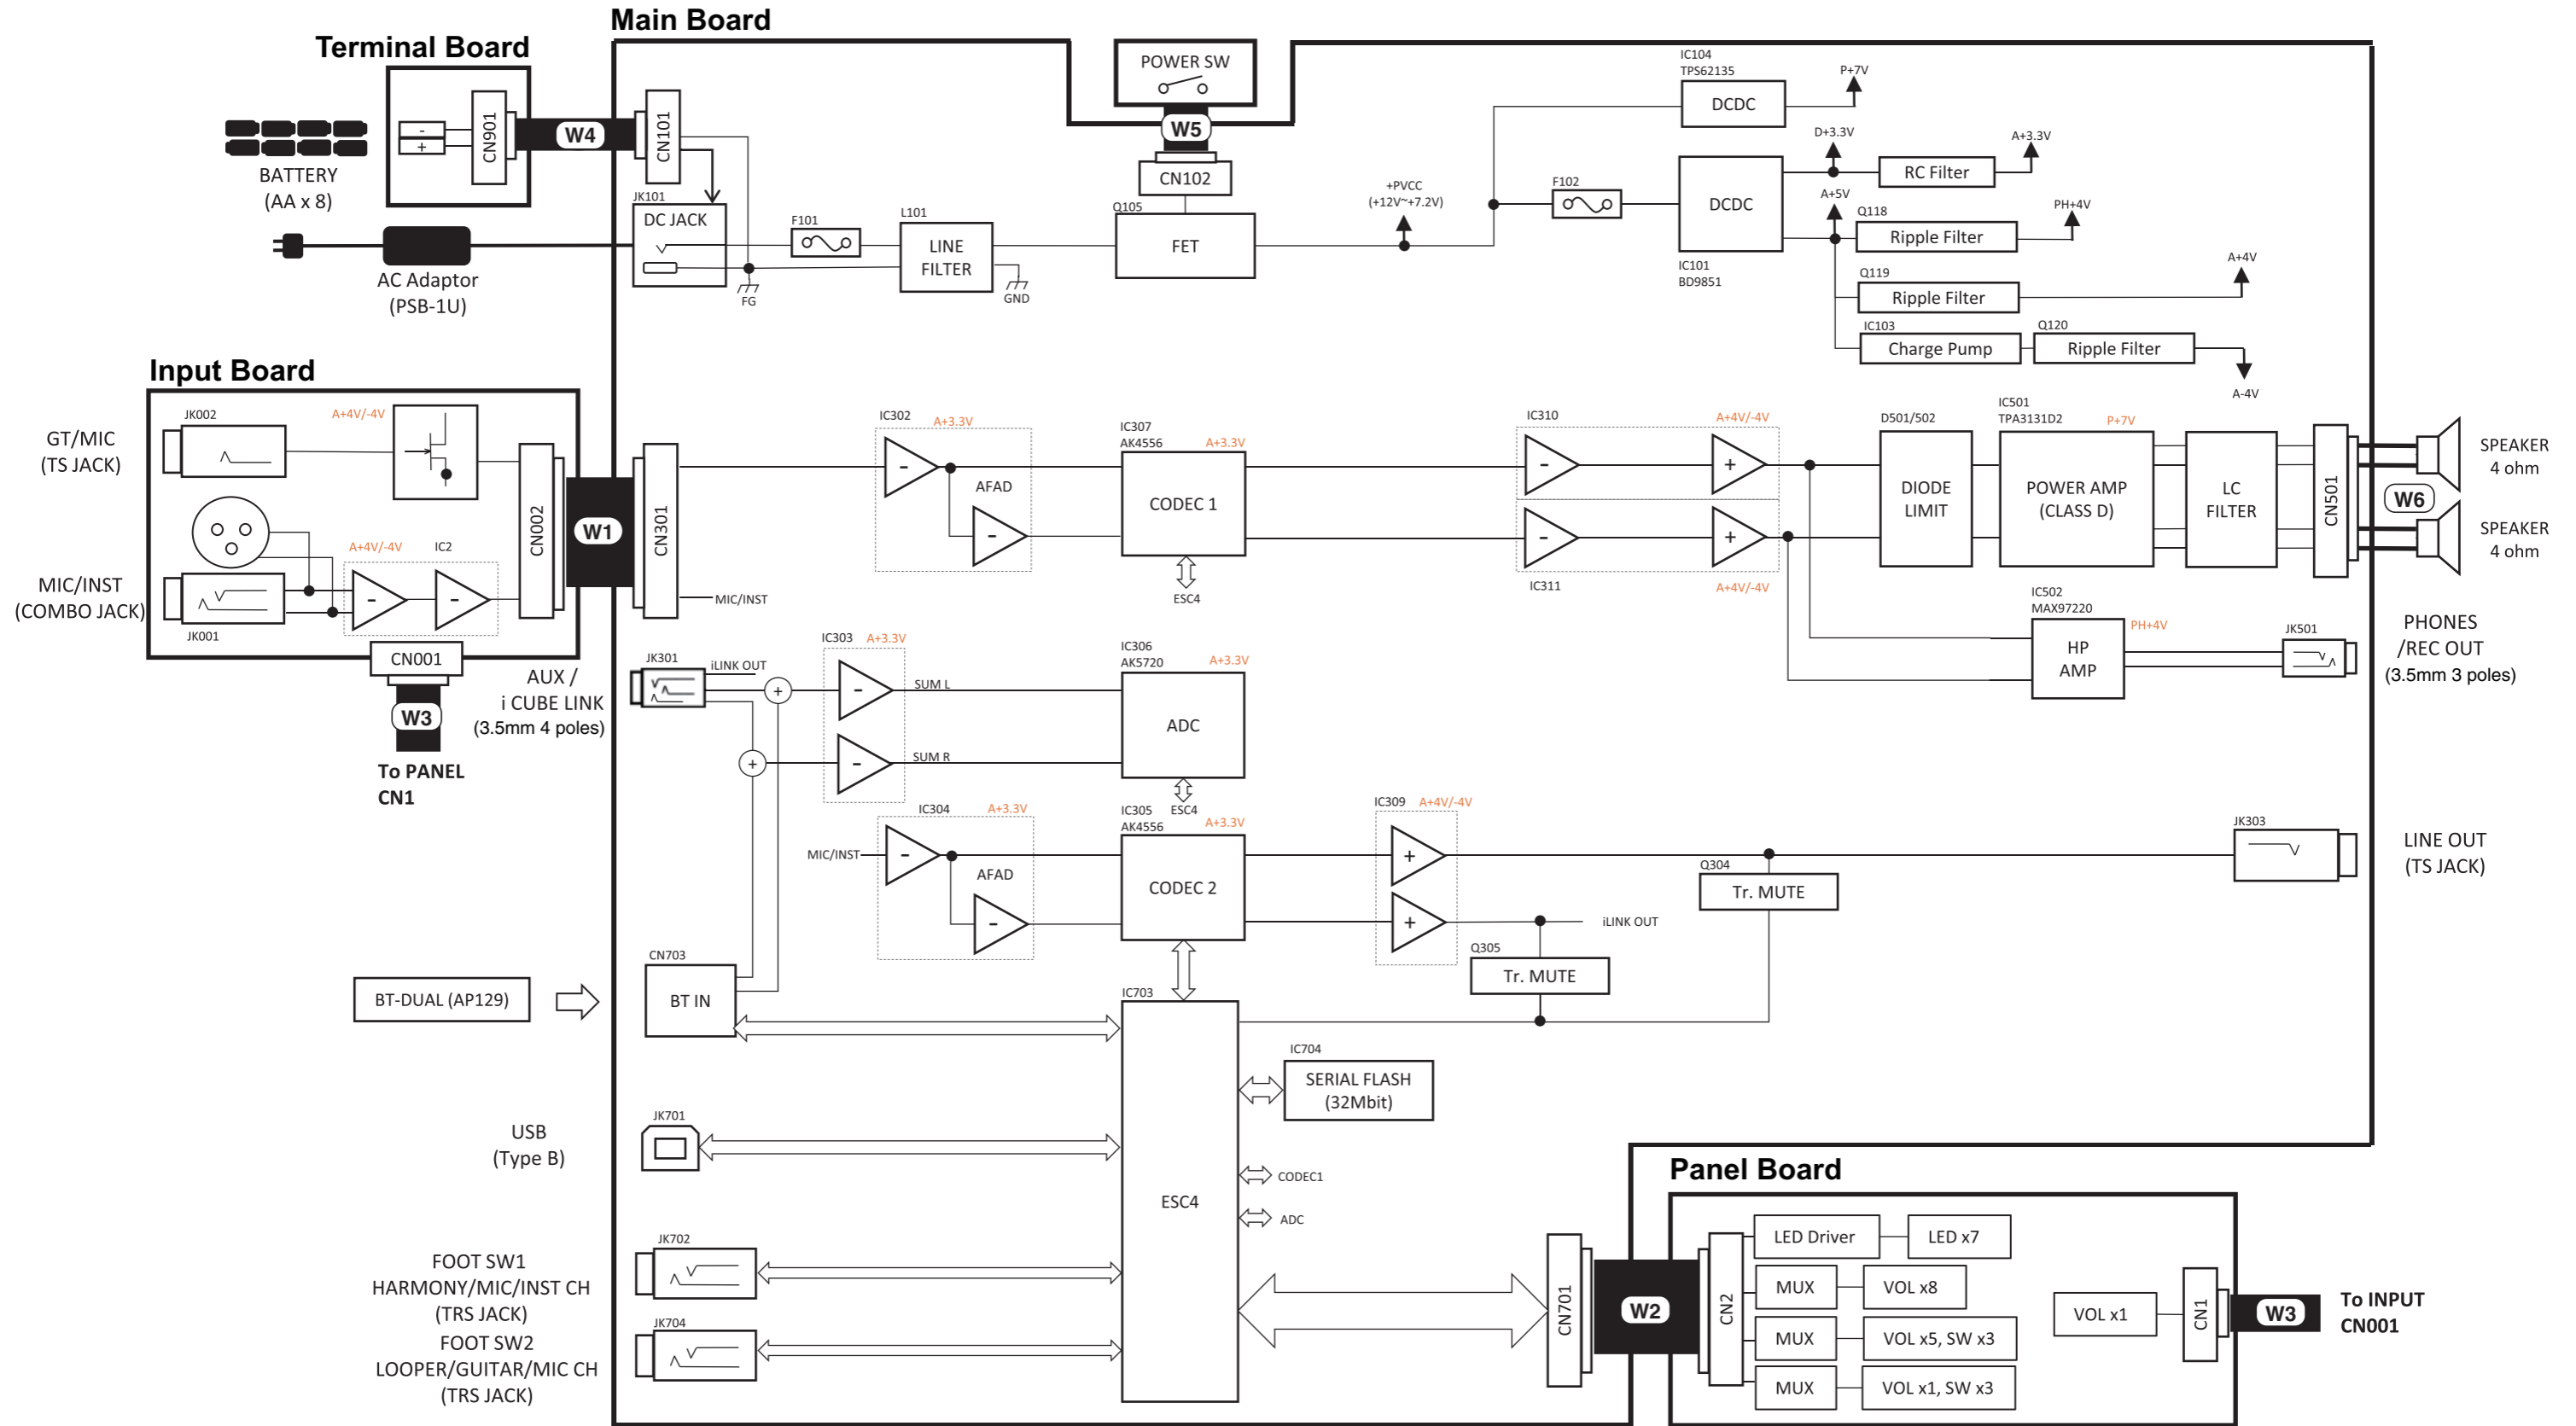 Main Board
Terminal Board
BATTERY
(AA x 8)
-
+
CN901
W4
CN101
AC Adaptor
(PSB-1U)
JK101
DC JACK
FG
F101
L101
LINE
FILTER
GND
POWER SW
W5
CN102
Q105
FET
+PVCC
(+12V~+7.2V)
IC104
TPS62135
DCDC
P+7V
F102
DCDC
IC101
BD9851
D+3.3V
RC Filter
A+3.3V
A+5V
Q118
Ripple Filter
PH+4V
Q119
Ripple Filter
A+4V
IC103
Charge Pump
Q120
Ripple Filter
A-4V
Input Board
GT/MIC
(TS JACK)
JK002
A+4V/-4V
MIC/INST
(COMBO JACK)
JK001
A+4V/-4V
IC2
-
-
CN002
W1
CN301
MIC/INST
CN001
W3
To PANEL
CN1
IC302
A+3.3V
-
AFAD
-
IC307
AK4556
A+3.3V
CODEC 1
ESC4
IC310
A+4V/-4V
-
+
-
+
IC311
A+4V/-4V
D501/502
DIODE
LIMIT
IC501
TPA3131D2
P+7V
POWER AMP
(CLASS D)
LC
FILTER
CN501
W6
SPEAKER
4 ohm
SPEAKER
4 ohm
IC502
MAX97220
PH+4V
HP
AMP
JK501
PHONES
/REC OUT
(3.5mm 3 poles)
AUX /
i CUBE LINK
(3.5mm 4 poles)
JK301
iLINK OUT
+
+
IC303
A+3.3V
-
SUM L
-
SUM R
IC306
AK5720
A+3.3V
ADC
ESC4
IC304
A+3.3V
MIC/INST
-
AFAD
-
IC305
AK4556
A+3.3V
CODEC 2
IC309
A+4V/-4V
+
+
iLINK OUT
Q304
Tr. MUTE
Q305
Tr. MUTE
JK303
LINE OUT
(TS JACK)
BT-DUAL (AP129)
CN703
BT IN
IC703
ESC4
IC704
SERIAL FLASH
(32Mbit)
CODEC1
ADC
USB
(Type B)
JK701
FOOT SW1
HARMONY/MIC/INST CH
(TRS JACK)
JK702
FOOT SW2
LOOPER/GUITAR/MIC CH
(TRS JACK)
JK704
CN701
W2
Panel Board
CN2
LED Driver
LED x7
MUX
VOL x8
MUX
VOL x5, SW x3
MUX
VOL x1, SW x3
VOL x1
CN1
W3
To INPUT
CN001